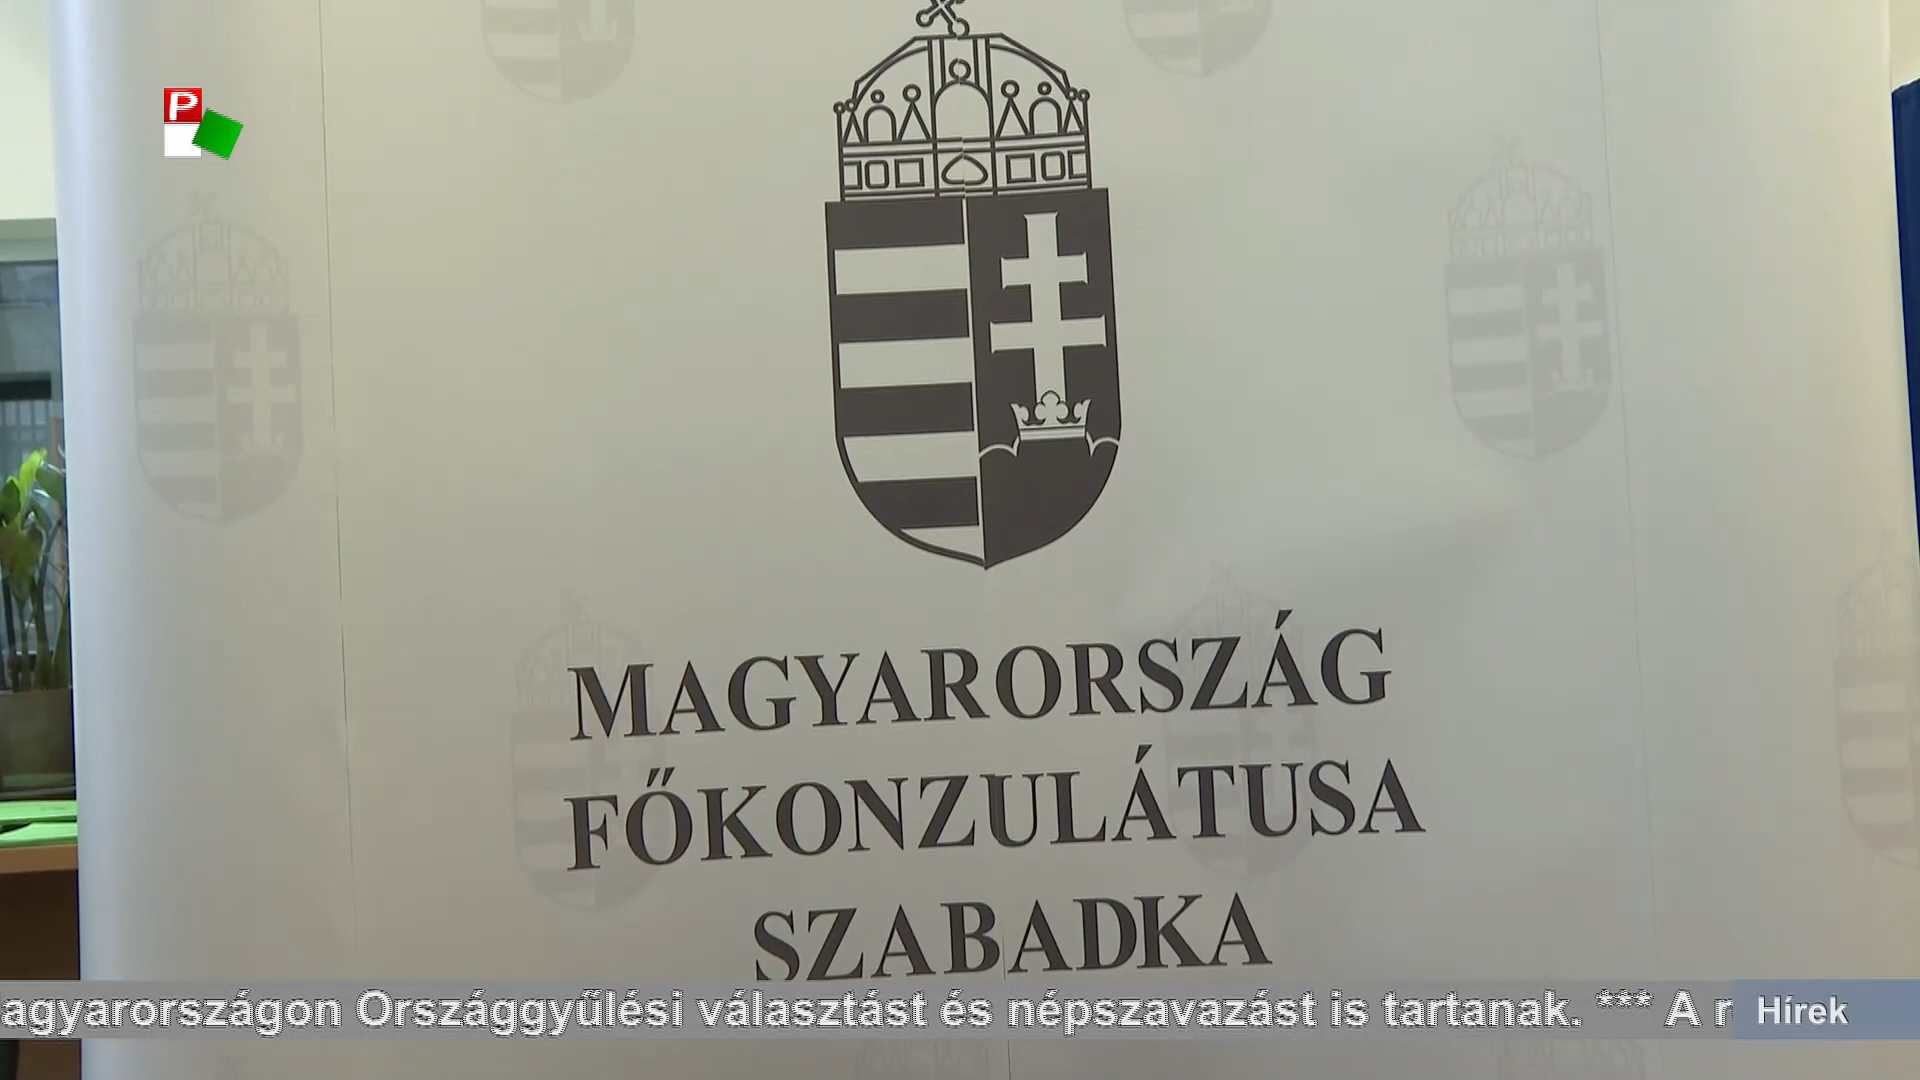 P
MAGYARORSZÁG
FŐKONZULÁTUSA
SZABADKA
agyarországon Országgyűlési választást és népszavazást is tartanak. *** A
Hírek